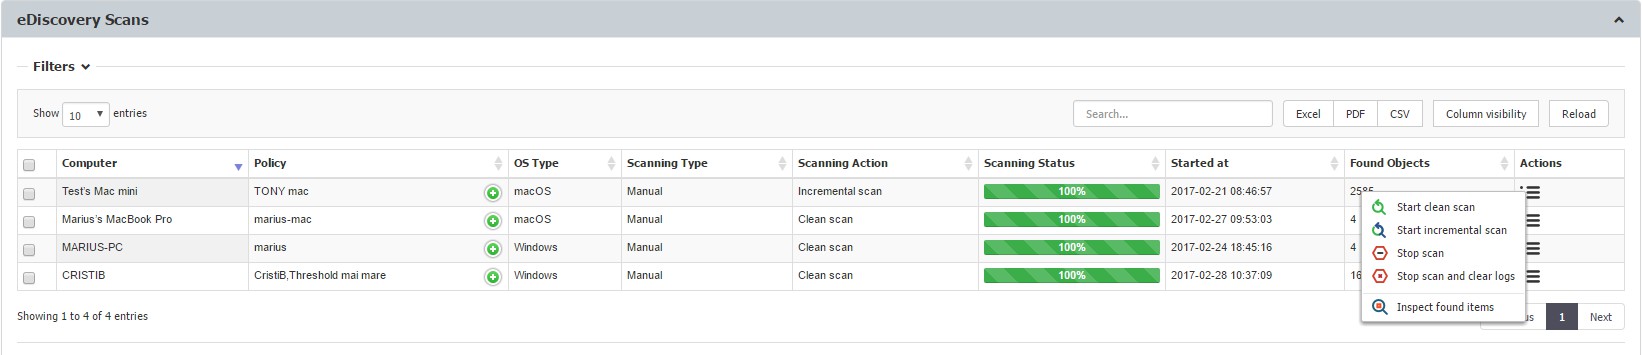 eDiscovery Scans
Filters
Show 10 entries Search... Excel PDF CSV Column visibility Reload
Computer Policy OS Type Scanning Type Scanning Action Scanning Status Started at Found Objects Actions
Test's Mac mini TONY mac macOS Manual Incremental scan 100% 2017-02-21 08:46:57
Marius's MacBook Pro marius-mac macOS Manual Clean scan 100% 2017-02-27 09:53:03 4
MARIUS-PC marius Windows Manual Clean scan 100% 2017-02-24 18:45:16 4
CRISTIB CristiB,Threshold mai mare Windows Manual Clean scan 100% 2017-02-28 10:37:09 16
Start clean scan
Start incremental scan
Stop scan
Stop scan and clear logs
Inspect found items
Showing 1 to 4 of 4 entries 1 Next